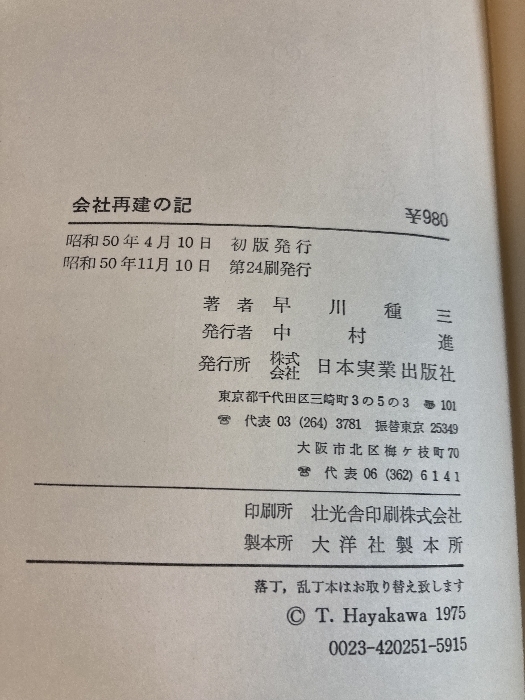 会社再建の記
¥980
昭和50年4月10日 初版発行
昭和50年11月10日 第24刷発行
著者 早川種三
発行者 中村進
発行所 株式会社 日本実業出版社
東京都千代田区三崎町3の5の3 〠 101
☎ 代表 03 (264) 3781 振替東京 25349
大阪市北区梅ケ枝町70
☎ 代表 06 (362) 6141
印刷所 壮光舎印刷株式会社
製本所 大洋社製本所
落丁，乱丁本はお取り替え致します
© T. Hayakawa 1975
0023-420251-5915